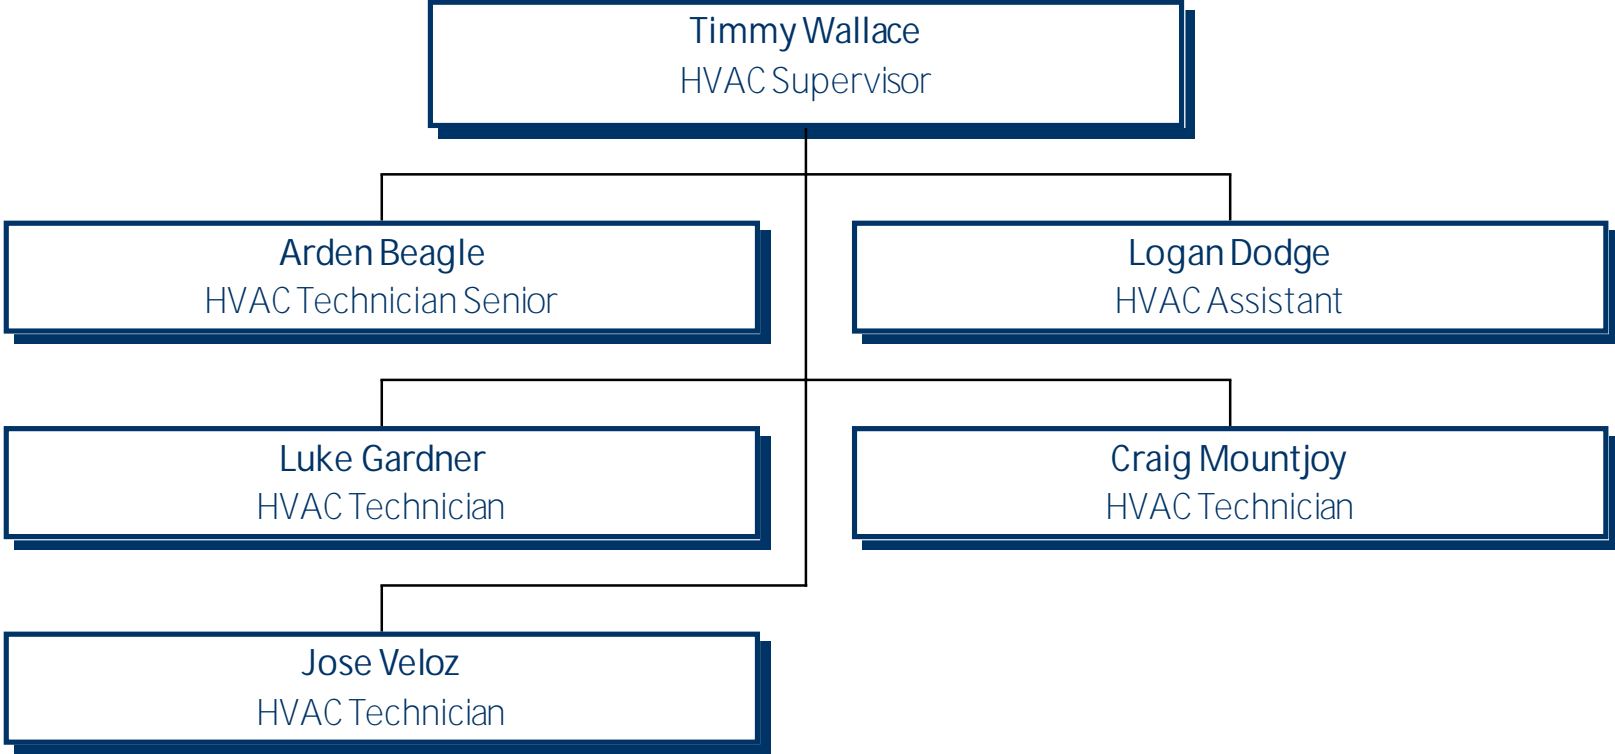 Timmy Wallace
HVAC Supervisor
Arden Beagle
HVAC Technician Senior
Logan Dodge
HVAC Assistant
Luke Gardner
HVAC Technician
Craig Mountjoy
HVAC Technician
Jose Veloz
HVAC Technician